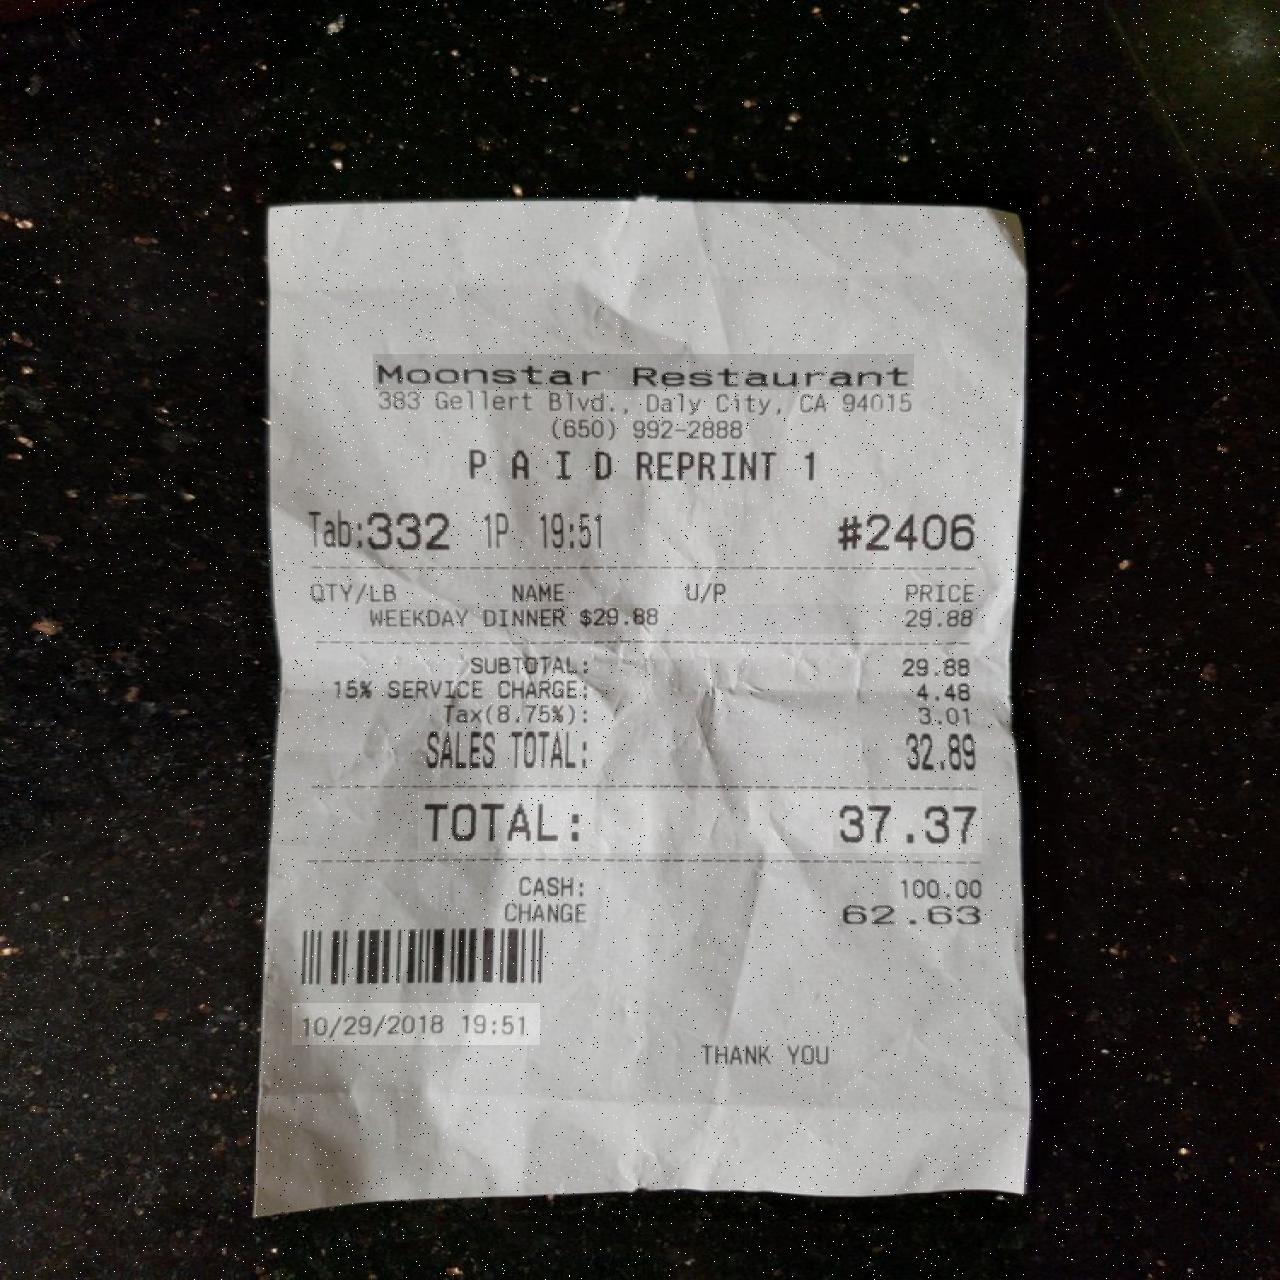 Moonstar Restaurant
383 Gellert Blvd., Daly City, CA 94015
(650) 992-2888
P A I D REPRINT 1
Tab:332 1P 19:51 #2406
QTY/LB NAME U/P PRICE
WEEKDAY DINNER $29.88 29.88
SUBTOTAL: 29.88
15% SERVICE CHARGE: 4.48
Tax(8.75%): 3.01
SALES TOTAL: 32.89
TOTAL: 37.37
CASH: 100.00
CHANGE 62.63
10/29/2018 19:51
THANK YOU